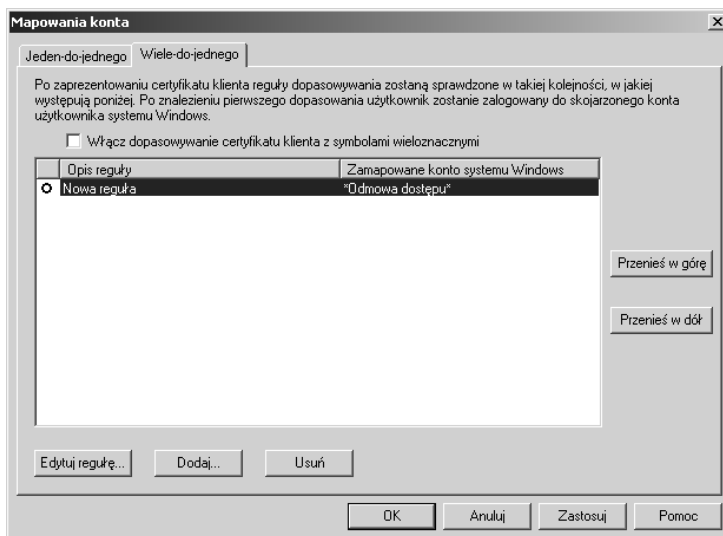 Mapowania konta
Jeden-do-jednego
Wiele-do-jednego
Po zaprezentowaniu certyfikatu klienta reguły dopasowywania zostaną sprawdzone w takiej kolejności, w jakiej
występują poniżej. Po znalezieniu pierwszego dopasowania użytkownik zostanie zalogowany do skojarzonego konta
użytkownika systemu Windows.
Włącz dopasowywanie certyfikatu klienta z symbolami wieloznacznymi
Opis reguły Zamapowane konto systemu Windows
Nowa reguła *Odmowa dostępu*
Przenieś w górę
Przenieś w dół
Edytuj regułę... Dodaj... Usuń
OK Anuluj Zastosuj Pomoc